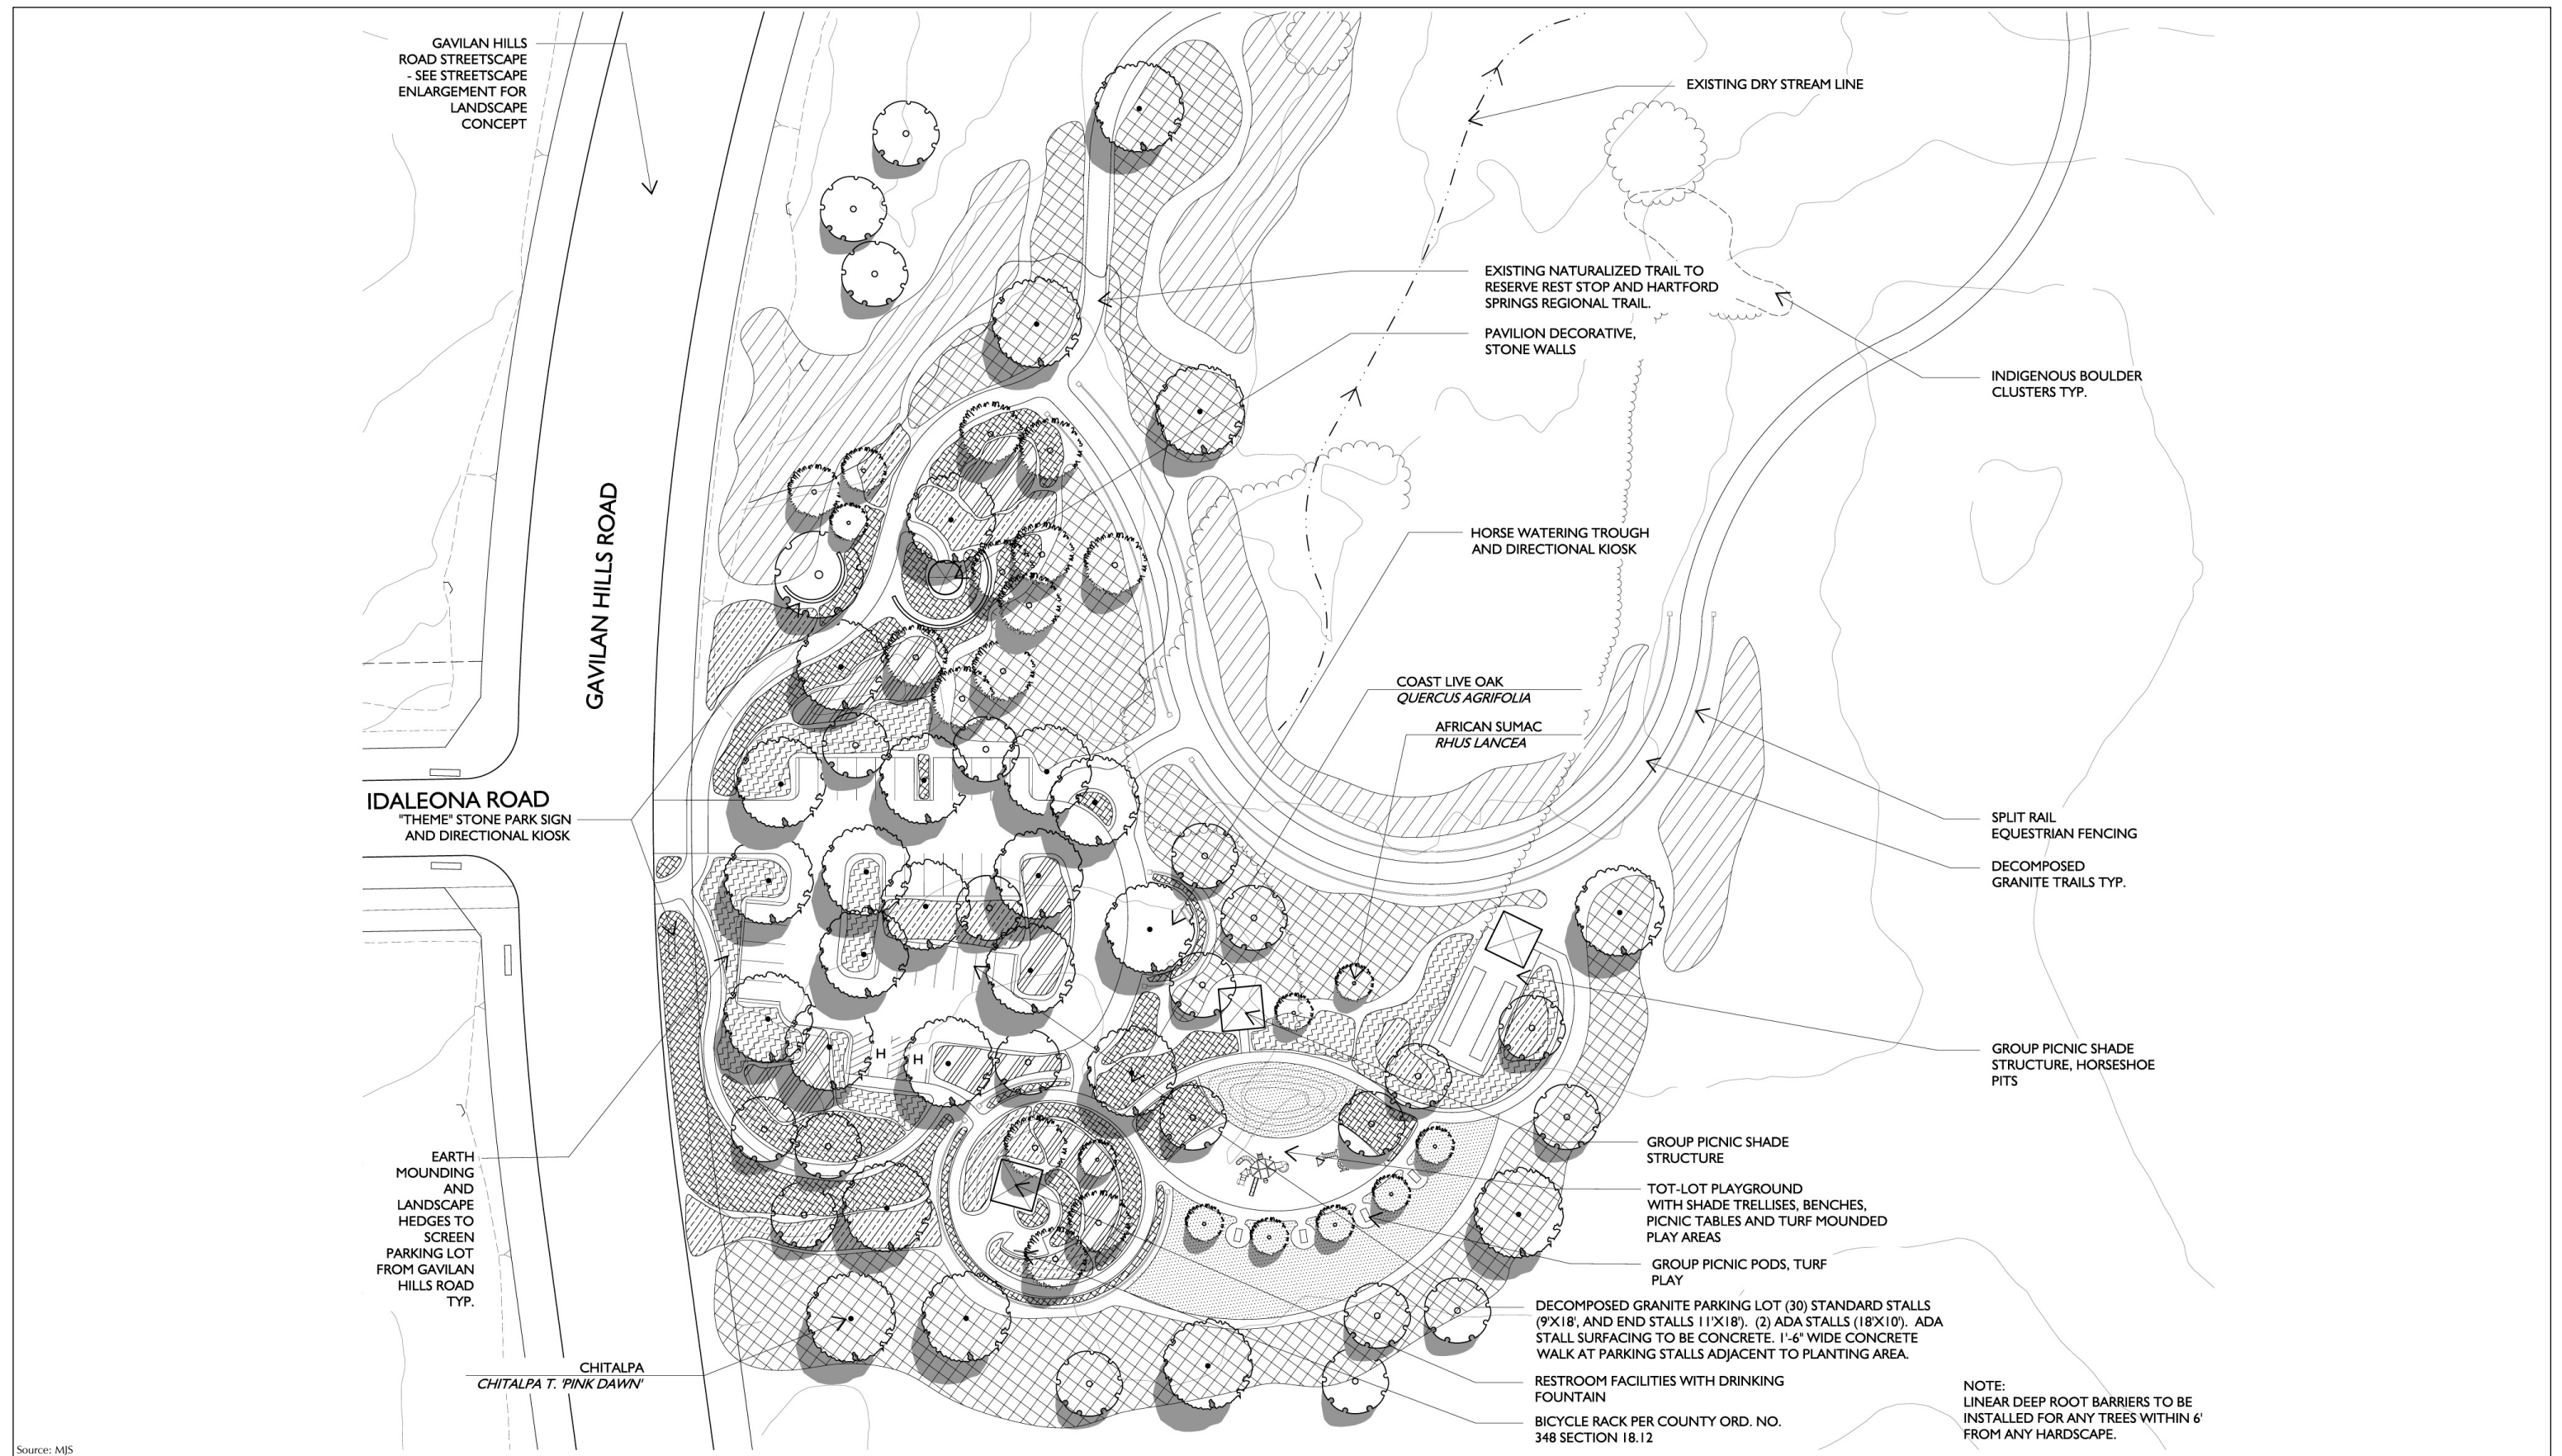 GAVILAN HILLS
ROAD STREETSCAPE
- SEE STREETSCAPE
ENLARGEMENT FOR
LANDSCAPE
CONCEPT
EXISTING DRY STREAM LINE
EXISTING NATURALIZED TRAIL TO
RESERVE REST STOP AND HARTFORD
SPRINGS REGIONAL TRAIL.
PAVILION DECORATIVE,
STONE WALLS
INDIGENOUS BOULDER
CLUSTERS TYP.
GAVILAN HILLS ROAD
HORSE WATERING TROUGH
AND DIRECTIONAL KIOSK
COAST LIVE OAK
QUERCUS AGRIFOLIA
AFRICAN SUMAC
RHUS LANCEA
IDALEONA ROAD
"THEME" STONE PARK SIGN
AND DIRECTIONAL KIOSK
SPLIT RAIL
EQUESTRIAN FENCING
DECOMPOSED
GRANITE TRAILS TYP.
H
H
GROUP PICNIC SHADE
STRUCTURE, HORSESHOE
PITS
EARTH
MOUNDING
AND
LANDSCAPE
HEDGES TO
SCREEN
PARKING LOT
FROM GAVILAN
HILLS ROAD
TYP.
GROUP PICNIC SHADE
STRUCTURE
TOT-LOT PLAYGROUND
WITH SHADE TRELLISES, BENCHES,
PICNIC TABLES AND TURF MOUNDED
PLAY AREAS
GROUP PICNIC PODS, TURF
PLAY
DECOMPOSED GRANITE PARKING LOT (30) STANDARD STALLS
(9'X18', AND END STALLS 11'X18'). (2) ADA STALLS (18'X10'). ADA
STALL SURFACING TO BE CONCRETE. 1'-6" WIDE CONCRETE
WALK AT PARKING STALLS ADJACENT TO PLANTING AREA.
CHITALPA
CHITALPA T. 'PINK DAWN'
RESTROOM FACILITIES WITH DRINKING
FOUNTAIN
BICYCLE RACK PER COUNTY ORD. NO.
348 SECTION 18.12
NOTE:
LINEAR DEEP ROOT BARRIERS TO BE
INSTALLED FOR ANY TREES WITHIN 6'
FROM ANY HARDSCAPE.
Source: MJS